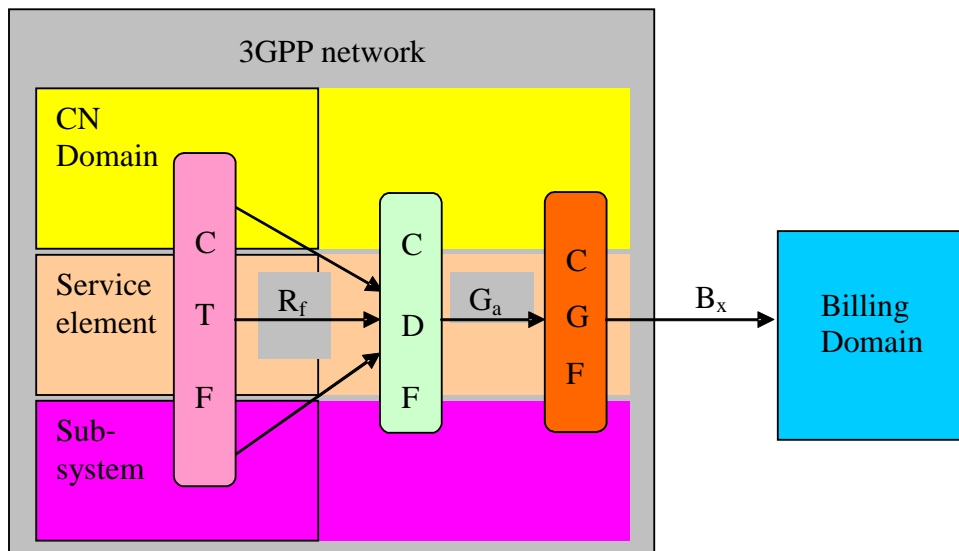 3GPP network
CN
Domain
Service
element
Sub-
system
C
T
F
Rf
C
D
F
Ga
C
G
F
Bx
Billing
Domain